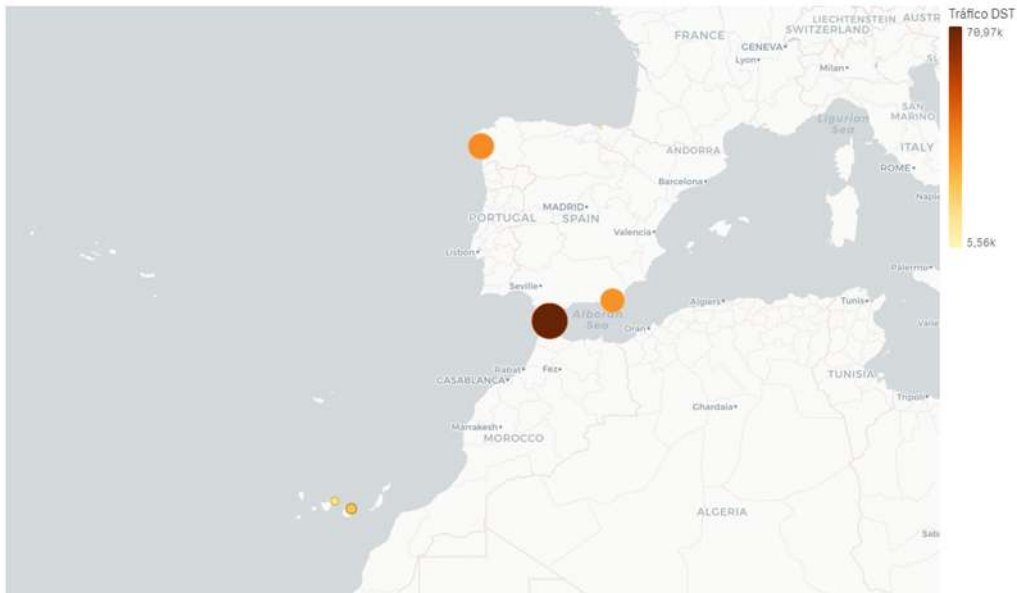 Tráfico DST
70,97k
5,56k
LIECHTENSTEIN
AUSTR
FRANCE
SWITZERLAND
GENEVA
Lyon
Milan
SAN
MARINO
Ligurian
Sea
ITALY
ANDORRA
ROME
Barcelona
MADRID
PORTUGAL
SPAIN
Valencia
Lisbon
Palermo
Seville
Alboran
Sea
Algiers
Tunis
Oran
Rabat
Fez
CASABLANCA
TUNISIA
Tripoli
Ghardaia
Marrakesh
MOROCCO
ALGERIA